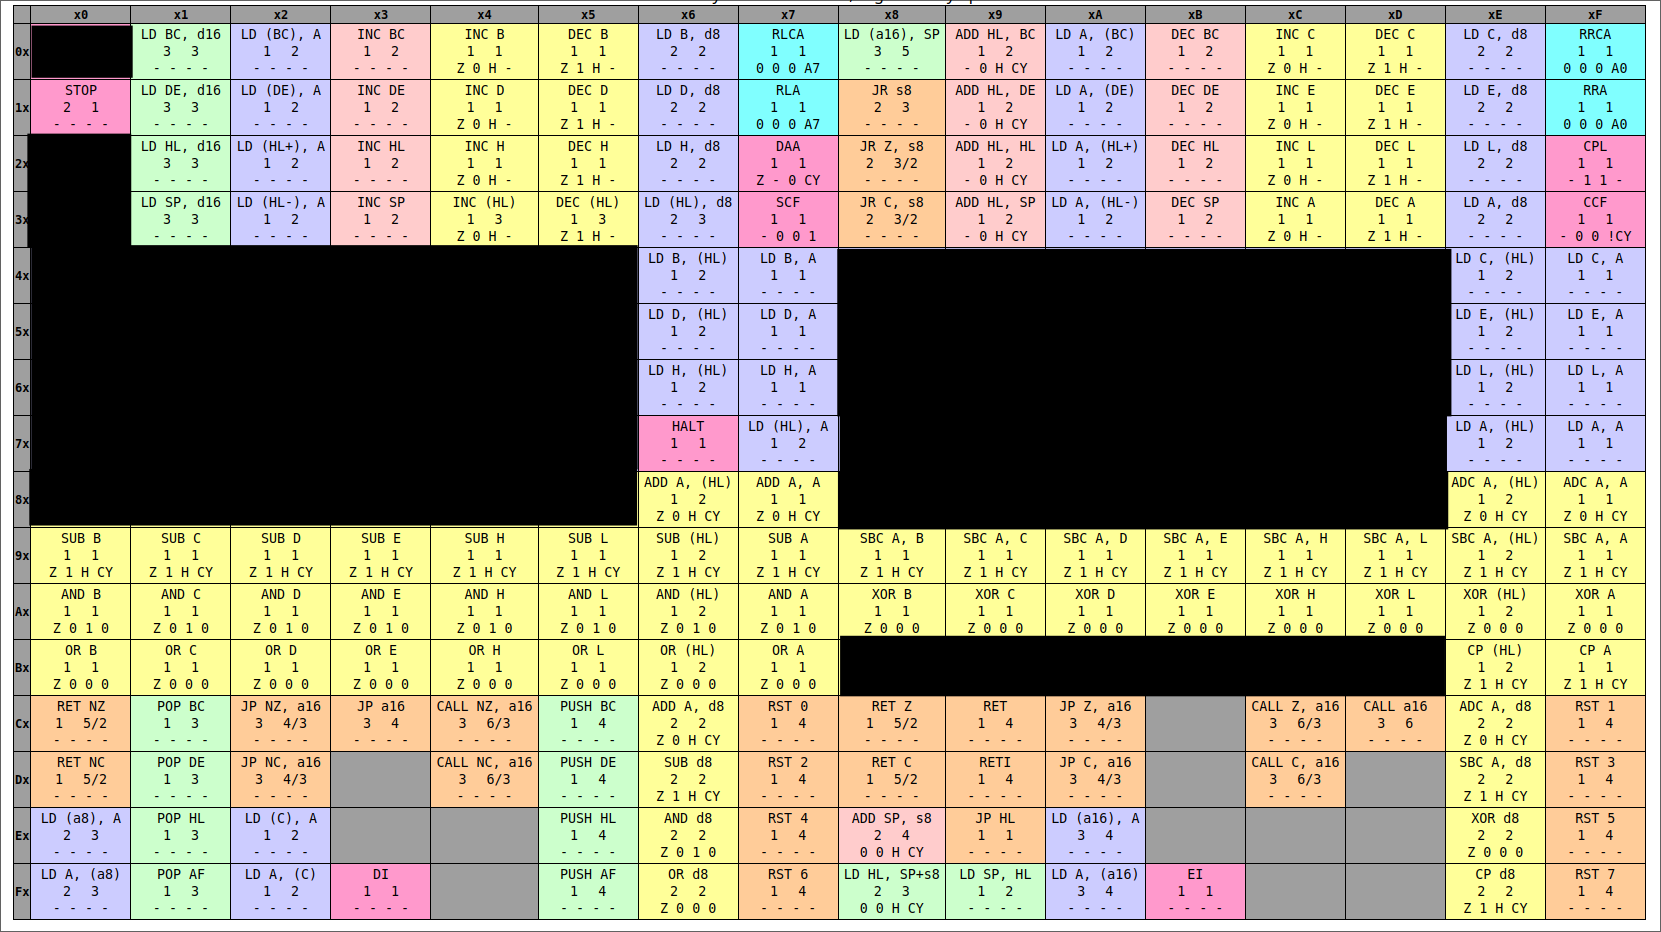 x0 x1 x2 x3 x4 x5 x6 x7 x8 x9 xA xB xC xD xE xF
LD BC, d16 LD (BC), A INC BC INC B DEC B LD B, d8 RLCA LD (a16), SP ADD HL, BC LD A, (BC) DEC BC INC C DEC C LD C, d8 RRCA
0x 3 3 1 2 1 2 1 1 1 1 2 2 1 1 3 5 1 2 1 2 1 2 1 1 1 1 2 2 1 1
- - - - - - - - - - - - Z 0 H - Z 1 H - - - - - 0 0 0 A7 - - - - - 0 H CY - - - - - - - - Z 0 H - Z 1 H - - - - - 0 0 0 A0
STOP LD DE, d16 LD (DE), A INC DE INC D DEC D LD D, d8 RLA JR s8 ADD HL, DE LD A, (DE) DEC DE INC E DEC E LD E, d8 RRA
1x 2 1 3 3 1 2 1 2 1 1 1 1 2 2 1 1 2 3 1 2 1 2 1 2 1 1 1 1 2 2 1 1
- - - - - - - - - - - - - - - - Z 0 H - Z 1 H - - - - - 0 0 0 A7 - - - - - 0 H CY - - - - - - - - Z 0 H - Z 1 H - - - - - 0 0 0 A0
LD HL, d16 LD (HL+), A INC HL INC H DEC H LD H, d8 DAA JR Z, s8 ADD HL, HL LD A, (HL+) DEC HL INC L DEC L LD L, d8 CPL
2x 3 3 1 2 1 2 1 1 1 1 2 2 1 1 2 3/2 1 2 1 2 1 2 1 1 1 1 2 2 1 1
- - - - - - - - - - - - Z 0 H - Z 1 H - - - - - Z - 0 CY - - - - - 0 H CY - - - - - - - - Z 0 H - Z 1 H - - - - - - 1 1 -
LD SP, d16 LD (HL-), A INC SP INC (HL) DEC (HL) LD (HL), d8 SCF JR C, s8 ADD HL, SP LD A, (HL-) DEC SP INC A DEC A LD A, d8 CCF
3x 3 3 1 2 1 2 1 3 1 3 2 3 1 1 2 3/2 1 2 1 2 1 2 1 1 1 1 2 2 1 1
- - - - - - - - - - - - Z 0 H - Z 1 H - - - - - - 0 0 1 - - - - - 0 H CY - - - - - - - - Z 0 H - Z 1 H - - - - - - 0 0 !CY
LD B, (HL) LD B, A LD C, (HL) LD C, A
4x 1 2 1 1 1 2 1 1
- - - - - - - - - - - - - - - -
LD D, (HL) LD D, A LD E, (HL) LD E, A
5x 1 2 1 1 1 2 1 1
- - - - - - - - - - - - - - - -
LD H, (HL) LD H, A LD L, (HL) LD L, A
6x 1 2 1 1 1 2 1 1
- - - - - - - - - - - - - - - -
HALT LD (HL), A LD A, (HL) LD A, A
7x 1 1 1 2 1 2 1 1
- - - - - - - - - - - - - - - -
ADD A, (HL) ADD A, A ADC A, (HL) ADC A, A
8x 1 2 1 1 1 2 1 1
Z 0 H CY Z 0 H CY Z 0 H CY Z 0 H CY
SUB B SUB C SUB D SUB E SUB H SUB L SUB (HL) SUB A SBC A, B SBC A, C SBC A, D SBC A, E SBC A, H SBC A, L SBC A, (HL) SBC A, A
9x 1 1 1 1 1 1 1 1 1 1 1 1 1 2 1 1 1 1 1 1 1 1 1 1 1 1 1 1 1 2 1 1
Z 1 H CY Z 1 H CY Z 1 H CY Z 1 H CY Z 1 H CY Z 1 H CY Z 1 H CY Z 1 H CY Z 1 H CY Z 1 H CY Z 1 H CY Z 1 H CY Z 1 H CY Z 1 H CY Z 1 H CY Z 1 H CY
AND B AND C AND D AND E AND H AND L AND (HL) AND A XOR B XOR C XOR D XOR E XOR H XOR L XOR (HL) XOR A
Ax 1 1 1 1 1 1 1 1 1 1 1 1 1 2 1 1 1 1 1 1 1 1 1 1 1 1 1 1 1 2 1 1
Z 0 1 0 Z 0 1 0 Z 0 1 0 Z 0 1 0 Z 0 1 0 Z 0 1 0 Z 0 1 0 Z 0 1 0 Z 0 0 0 Z 0 0 0 Z 0 0 0 Z 0 0 0 Z 0 0 0 Z 0 0 0 Z 0 0 0 Z 0 0 0
OR B OR C OR D OR E OR H OR L OR (HL) OR A CP (HL) CP A
Bx 1 1 1 1 1 1 1 1 1 1 1 1 1 2 1 1 1 2 1 1
Z 0 0 0 Z 0 0 0 Z 0 0 0 Z 0 0 0 Z 0 0 0 Z 0 0 0 Z 0 0 0 Z 0 0 0 Z 1 H CY Z 1 H CY
RET NZ POP BC JP NZ, a16 JP a16 CALL NZ, a16 PUSH BC ADD A, d8 RST 0 RET Z RET JP Z, a16 CALL Z, a16 CALL a16 ADC A, d8 RST 1
Cx 1 5/2 1 3 3 4/3 3 4 3 6/3 1 4 2 2 1 4 1 5/2 1 4 3 4/3 3 6/3 3 6 2 2 1 4
- - - - - - - - - - - - - - - - - - - - - - - - Z 0 H CY - - - - - - - - - - - - - - - - - - - - - - - - Z 0 H CY - - - -
RET NC POP DE JP NC, a16 CALL NC, a16 PUSH DE SUB d8 RST 2 RET C RETI JP C, a16 CALL C, a16 SBC A, d8 RST 3
Dx 1 5/2 1 3 3 4/3 3 6/3 1 4 2 2 1 4 1 5/2 1 4 3 4/3 3 6/3 2 2 1 4
- - - - - - - - - - - - - - - - - - - - Z 1 H CY - - - - - - - - - - - - - - - - - - - - Z 1 H CY - - - -
LD (a8), A POP HL LD (C), A PUSH HL AND d8 RST 4 ADD SP, s8 JP HL LD (a16), A XOR d8 RST 5
Ex 2 3 1 3 1 2 1 4 2 2 1 4 2 4 1 1 3 4 2 2 1 4
- - - - - - - - - - - - - - - - Z 0 1 0 - - - - 0 0 H CY - - - - - - - - Z 0 0 0 - - - -
LD A, (a8) POP AF LD A, (C) DI PUSH AF OR d8 RST 6 LD HL, SP+s8 LD SP, HL LD A, (a16) EI CP d8 RST 7
Fx 2 3 1 3 1 2 1 1 1 4 2 2 1 4 2 3 1 2 3 4 1 1 2 2 1 4
- - - - - - - - - - - - - - - - - - - - Z 0 0 0 - - - - 0 0 H CY - - - - - - - - - - - - Z 1 H CY - - - -